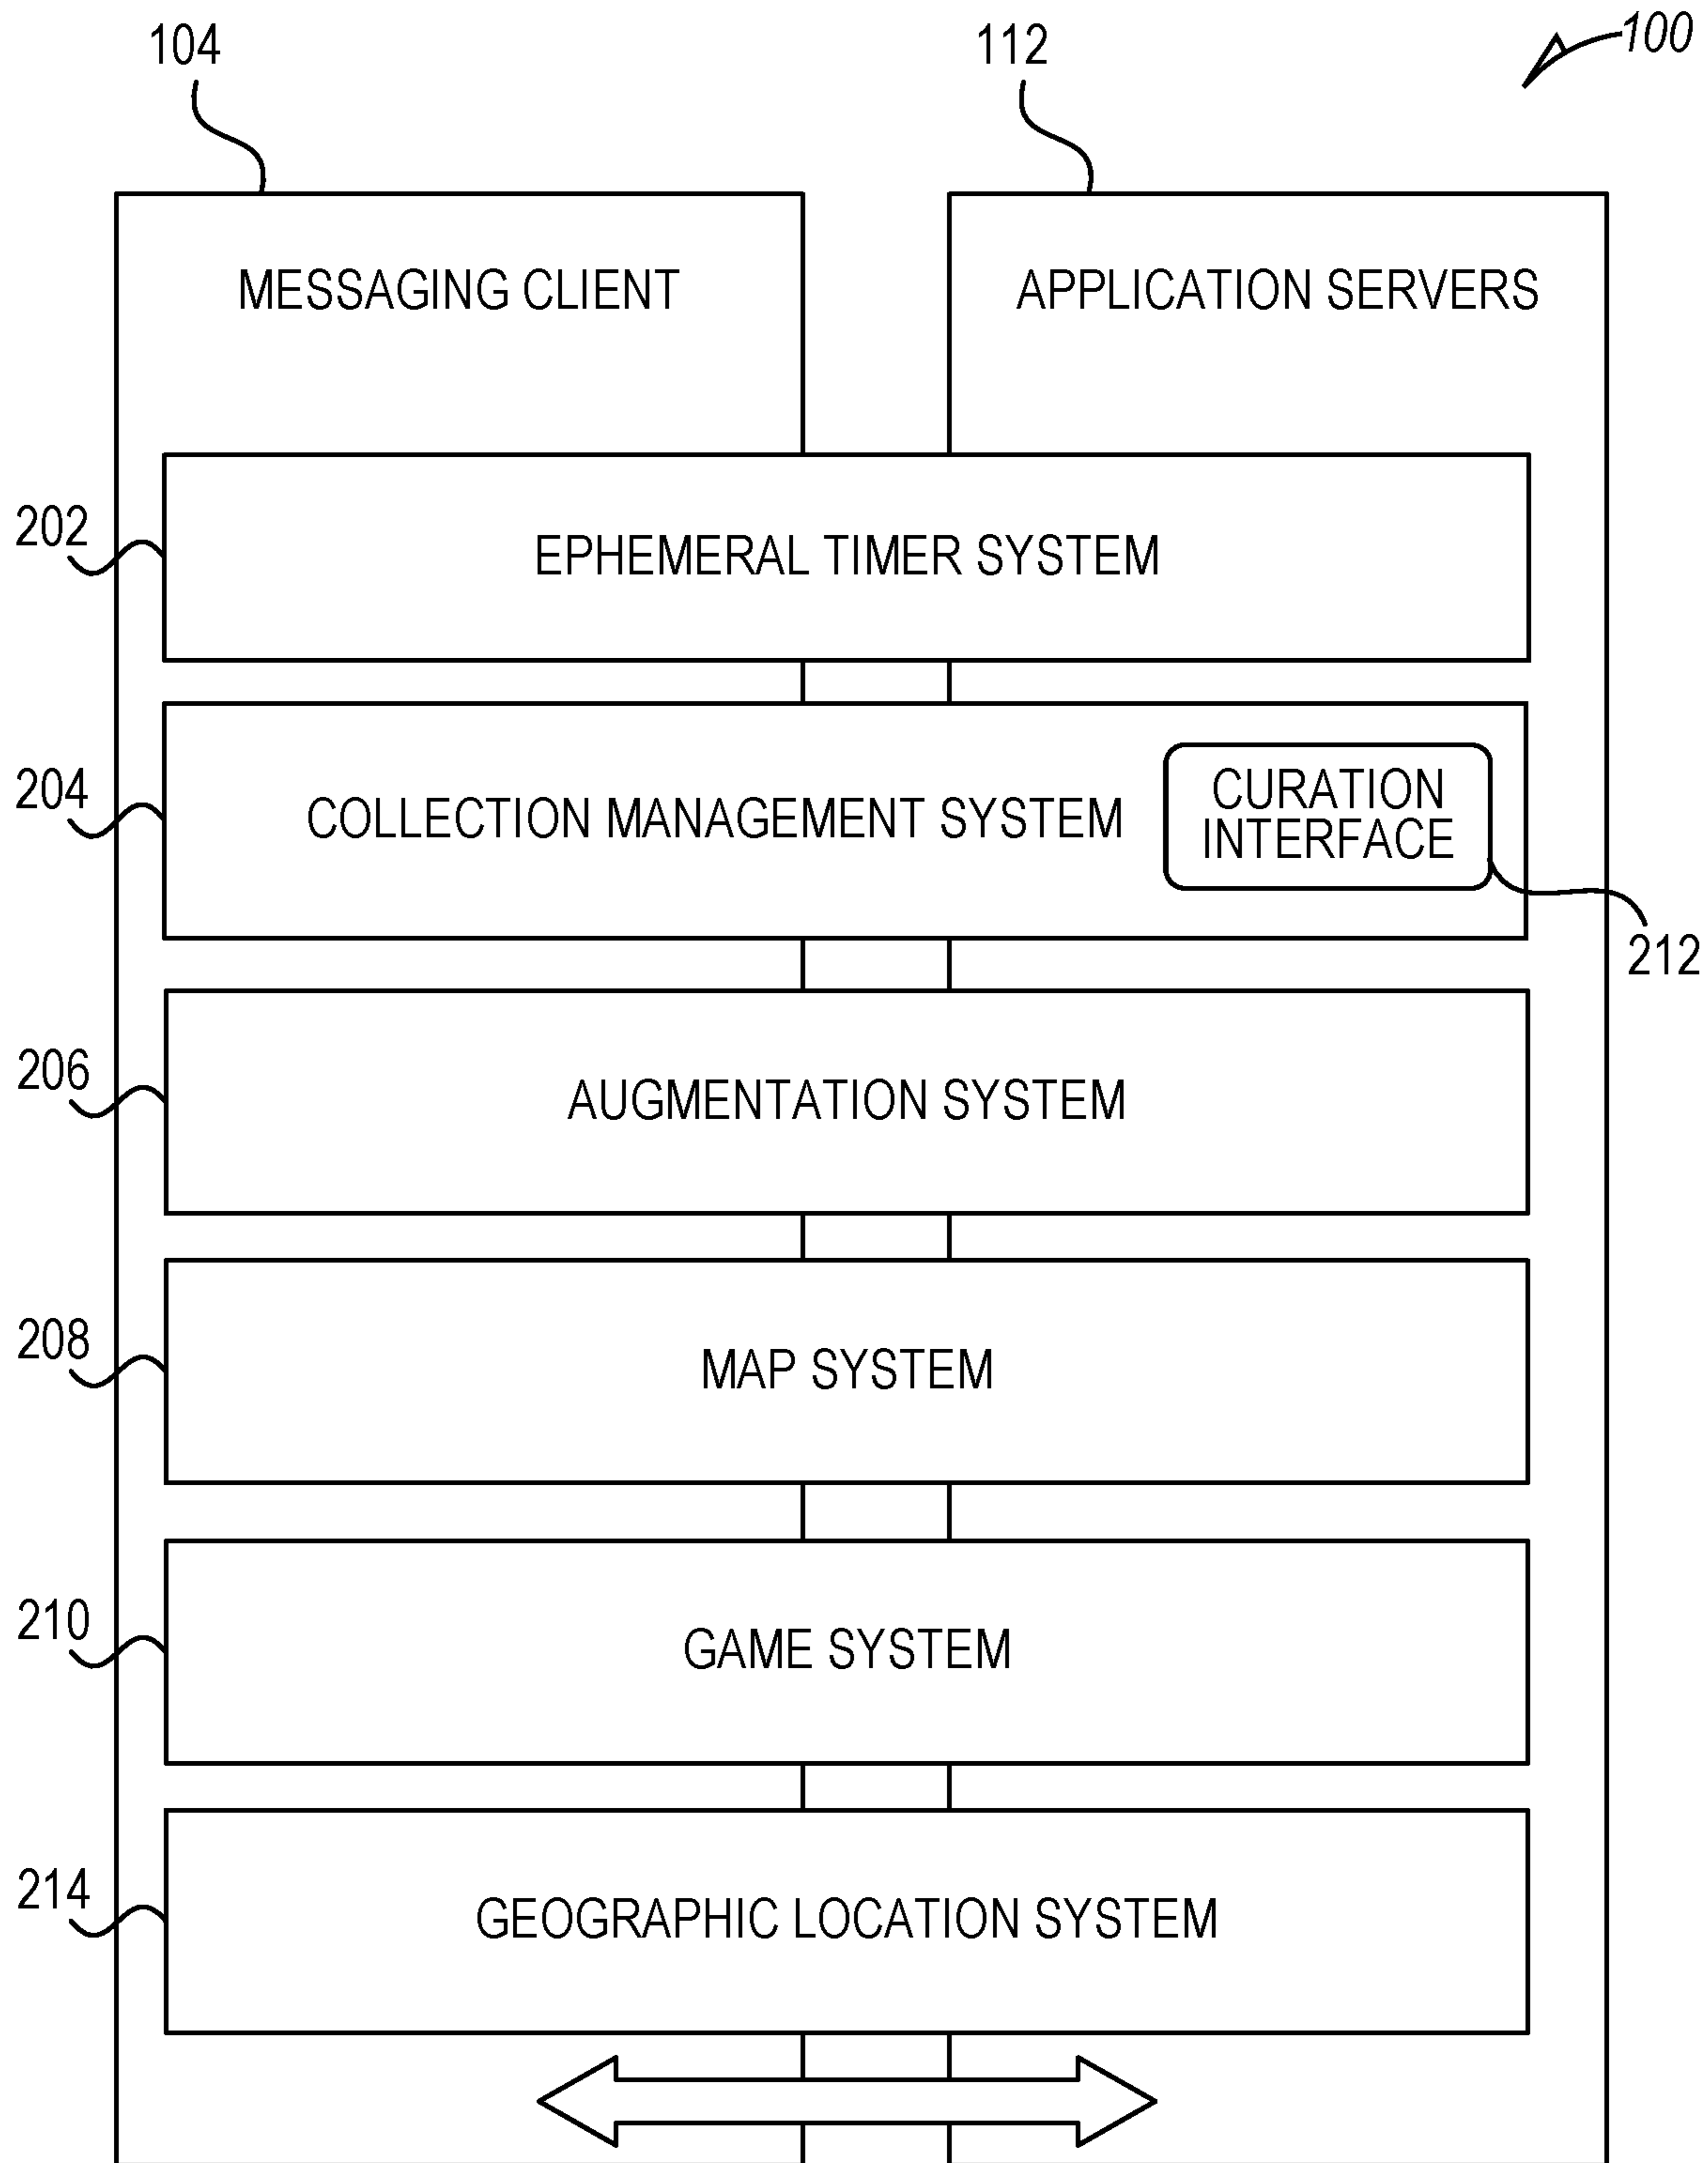 104
112
100
MESSAGING CLIENT
APPLICATION SERVERS
202
EPHEMERAL TIMER SYSTEM
204
COLLECTION MANAGEMENT SYSTEM
CURATION
INTERFACE
212
206
AUGMENTATION SYSTEM
208
MAP SYSTEM
210
GAME SYSTEM
214
GEOGRAPHIC LOCATION SYSTEM